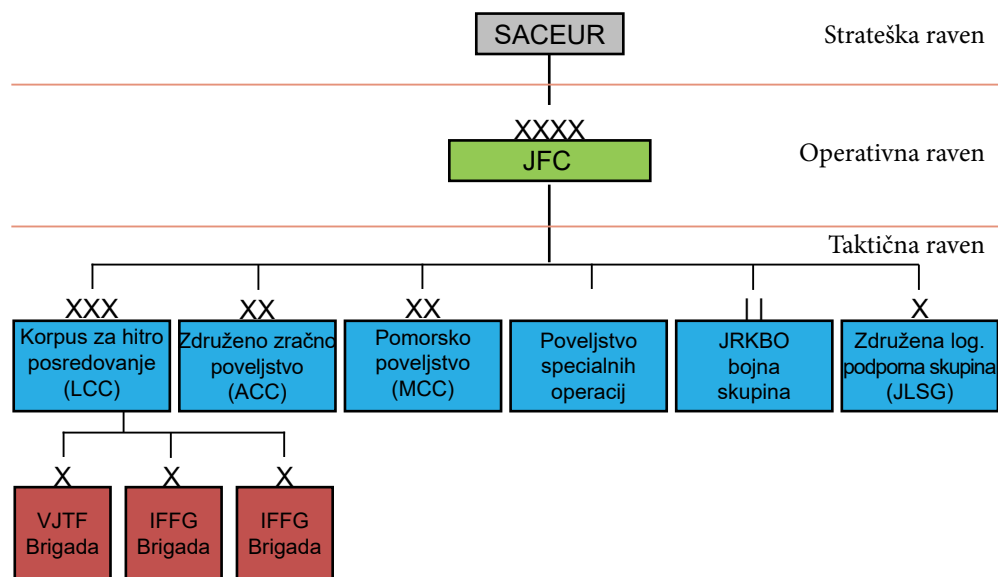 SACEUR
Strateška raven
XXXX
JFC
Operativna raven
Taktična raven
XXX
Korpus za hitro
posredovanje
(LCC)
XX
Združeno zračno
poveljstvo
(ACC)
XX
Pomorsko
poveljstvo
(MCC)
Poveljstvo
specialnih
operacij
II
JRKBO
bojna
skupina
X
Združena log.
podporna skupina
(JLSG)
X
VJTF
Brigada
X
IFFG
Brigada
X
IFFG
Brigada